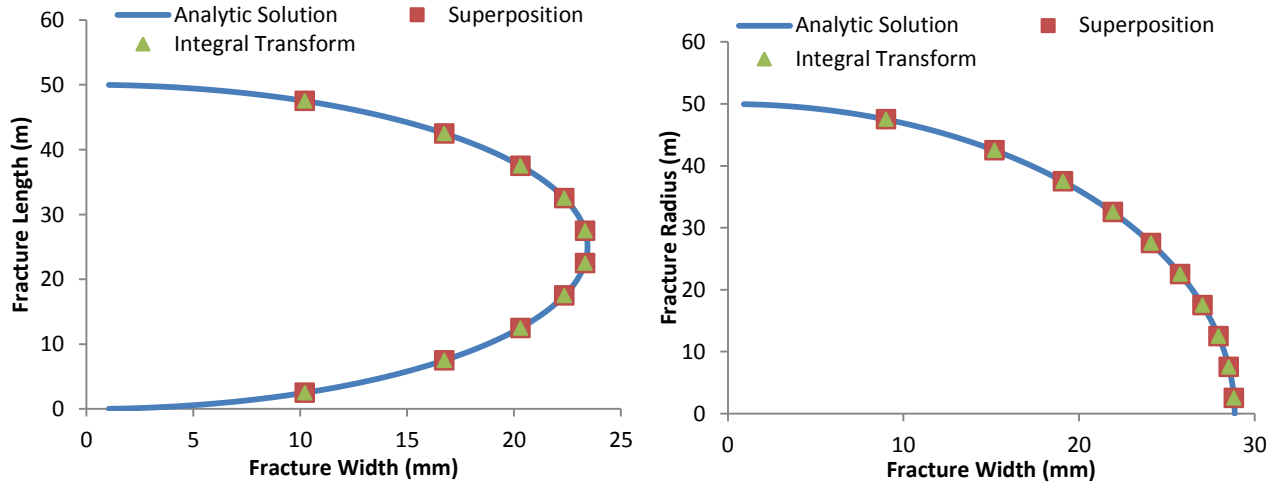 Analytic Solution
Superposition
Integral Transform
60
50
40
30
20
10
0
Fracture Length (m)
0
5
10
15
20
25
Fracture Width (mm)
Analytic Solution
Superposition
Integral Transform
60
50
40
30
20
10
0
Fracture Radius (m)
0
10
20
30
Fracture Width (mm)